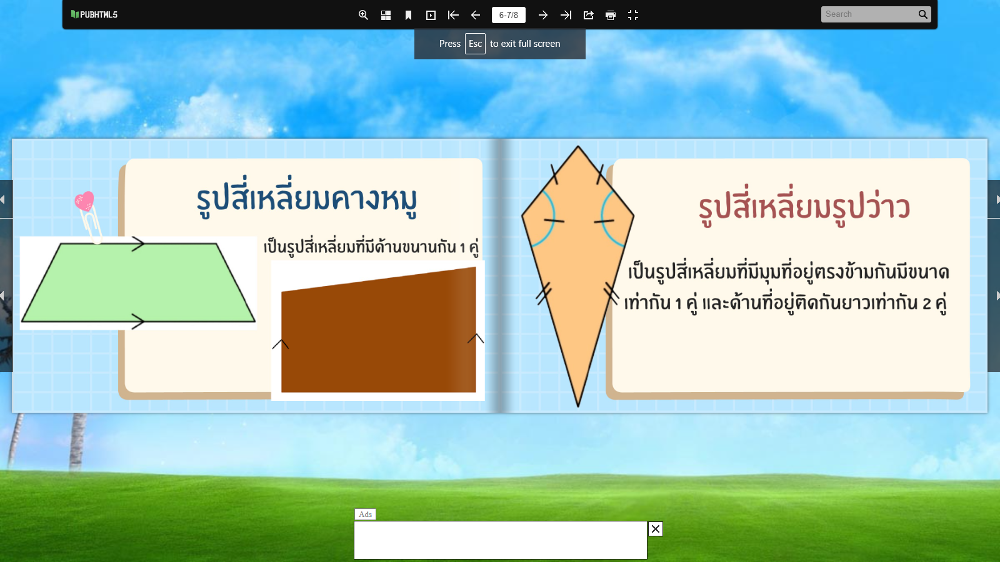 PUBHTML5
6-7/8
Search
Press Esc to exit full screen
รูปสี่เหลี่ยมคางหมู
เป็นรูปสี่เหลี่ยมที่มีด้านขนานกัน 1 คู่
รูปสี่เหลี่ยมรูปว่าว
เป็นรูปสี่เหลี่ยมที่มีมุมที่อยู่ตรงข้ามกันมีขนาด
เท่ากัน 1 คู่ และด้านที่อยู่ติดกันยาวเท่ากัน 2 คู่
Ads